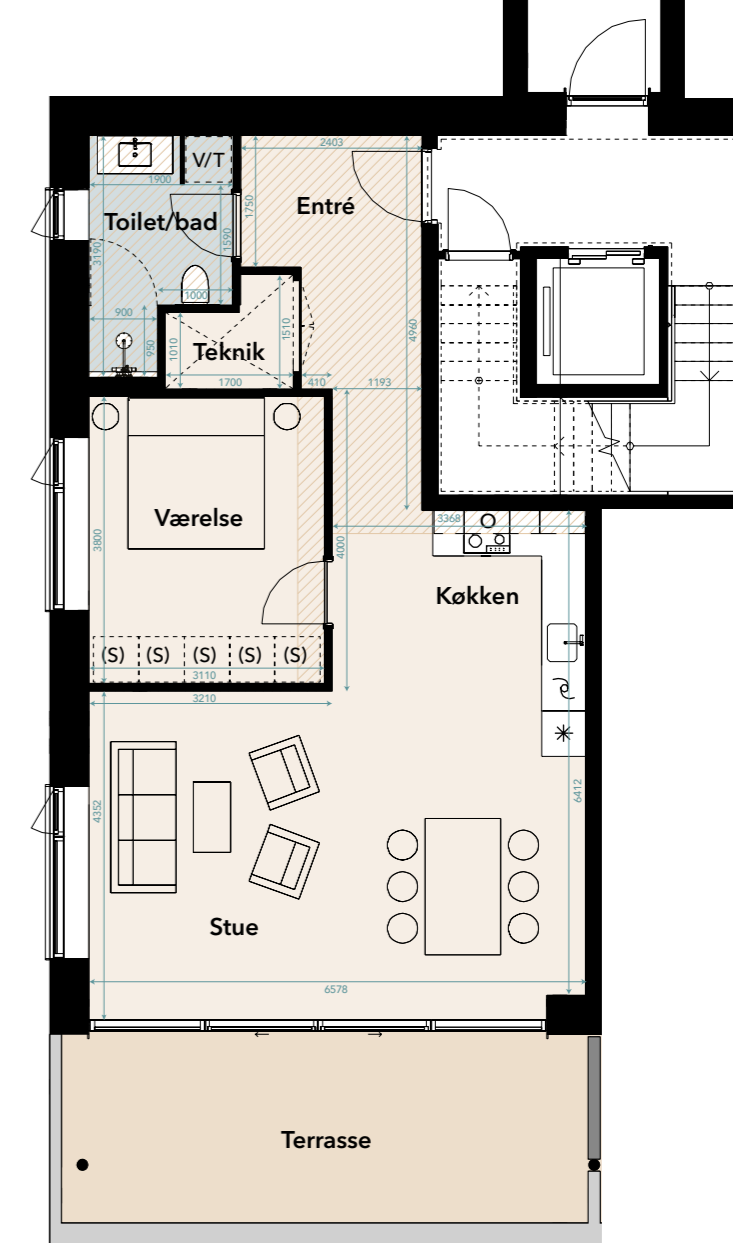 V/T
2403
1900
1750
Entré
Toilet/bad
1590
3190
1000
900
950
1010
Teknik
1510
4960
1700
410
1193
Værelse
3368
3800
4000
Køkken
(S) (S) (S) (S) (S)
3110
3210
4352
6412
Stue
6578
Terrasse